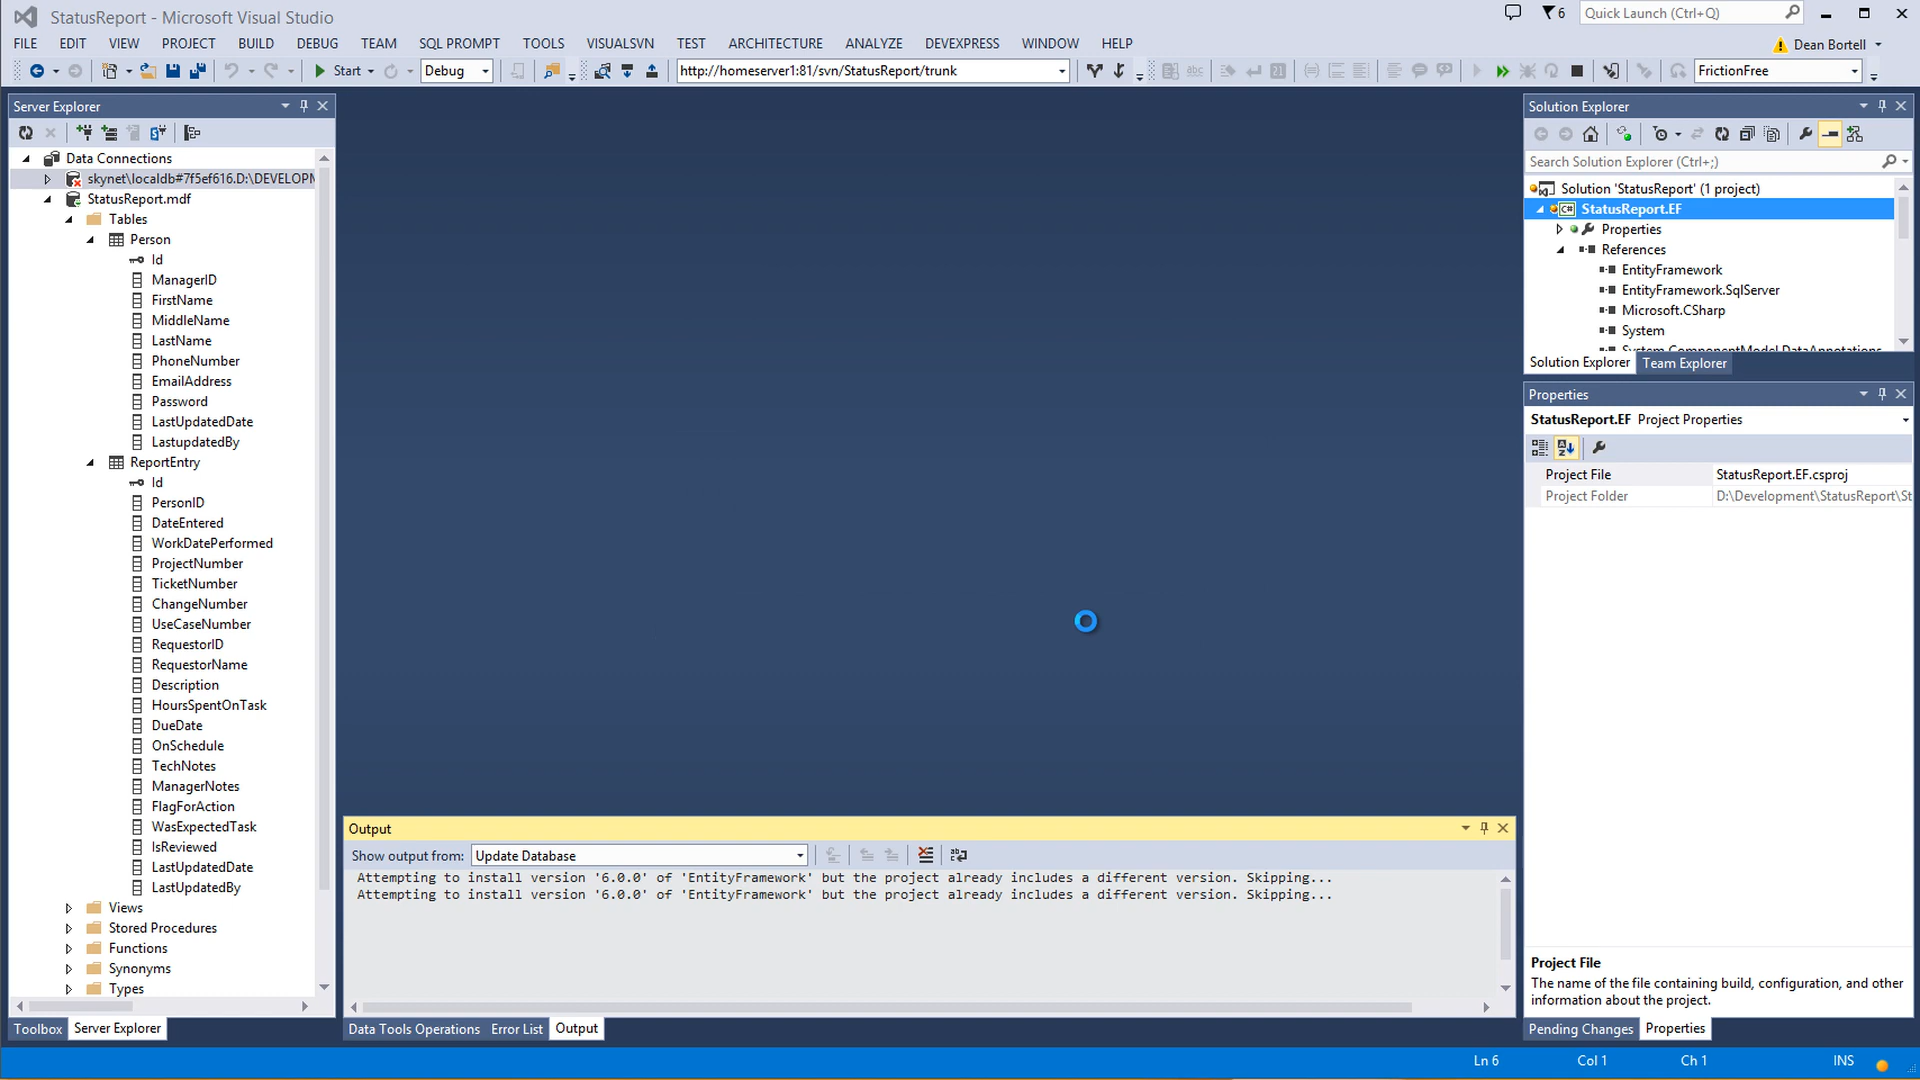 StatusReport - Microsoft Visual Studio
6
Quick Launch (Ctrl+Q)
FILE EDIT VIEW PROJECT BUILD DEBUG TEAM SQL PROMPT TOOLS VISUALSVN TEST ARCHITECTURE ANALYZE DEVEXPRESS WINDOW HELP
Dean Bortell
Start
Debug
http://homeserver1:81/svn/StatusReport/trunk
FrictionFree
Server Explorer
Data Connections
skynet\localdb#7f5ef616.D:\DEVELOPM
StatusReport.mdf
Tables
Person
Id
ManagerID
FirstName
MiddleName
LastName
PhoneNumber
EmailAddress
Password
LastUpdatedDate
LastupdatedBy
ReportEntry
Id
PersonID
DateEntered
WorkDatePerformed
ProjectNumber
TicketNumber
ChangeNumber
UseCaseNumber
RequestorID
RequestorName
Description
HoursSpentOnTask
DueDate
OnSchedule
TechNotes
ManagerNotes
FlagForAction
WasExpectedTask
IsReviewed
LastUpdatedDate
LastUpdatedBy
Views
Stored Procedures
Functions
Synonyms
Types
Toolbox Server Explorer
Output
Show output from: Update Database
Attempting to install version '6.0.0' of 'EntityFramework' but the project already includes a different version. Skipping...
Attempting to install version '6.0.0' of 'EntityFramework' but the project already includes a different version. Skipping...
Data Tools Operations Error List Output
Solution Explorer
Search Solution Explorer (Ctrl+;)
Solution 'StatusReport' (1 project)
C# StatusReport.EF
Properties
References
EntityFramework
EntityFramework.SqlServer
Microsoft.CSharp
System
System.ComponentModel.DataAnnotations
Solution Explorer Team Explorer
Properties
StatusReport.EF Project Properties
Project File StatusReport.EF.csproj
Project Folder D:\Development\StatusReport\St
Project File
The name of the file containing build, configuration, and other
information about the project.
Pending Changes Properties
Ln 6 Col 1 Ch 1 INS